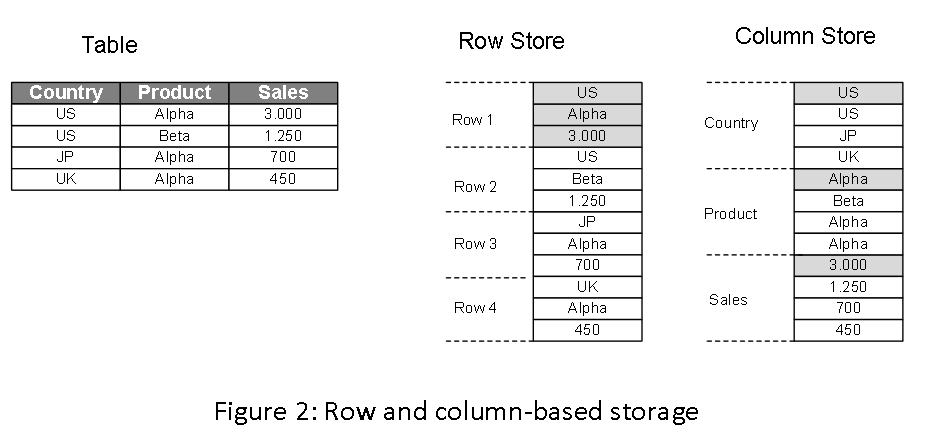 Table
Country Product Sales
US Alpha 3.000
US Beta 1.250
JP Alpha 700
UK Alpha 450
Row Store
Row 1
US
Alpha
3.000
Row 2
US
Beta
1.250
Row 3
JP
Alpha
700
Row 4
UK
Alpha
450
Column Store
Country
US
US
JP
UK
Product
Alpha
Beta
Alpha
Alpha
Sales
3.000
1.250
700
450
Figure 2: Row and column-based storage